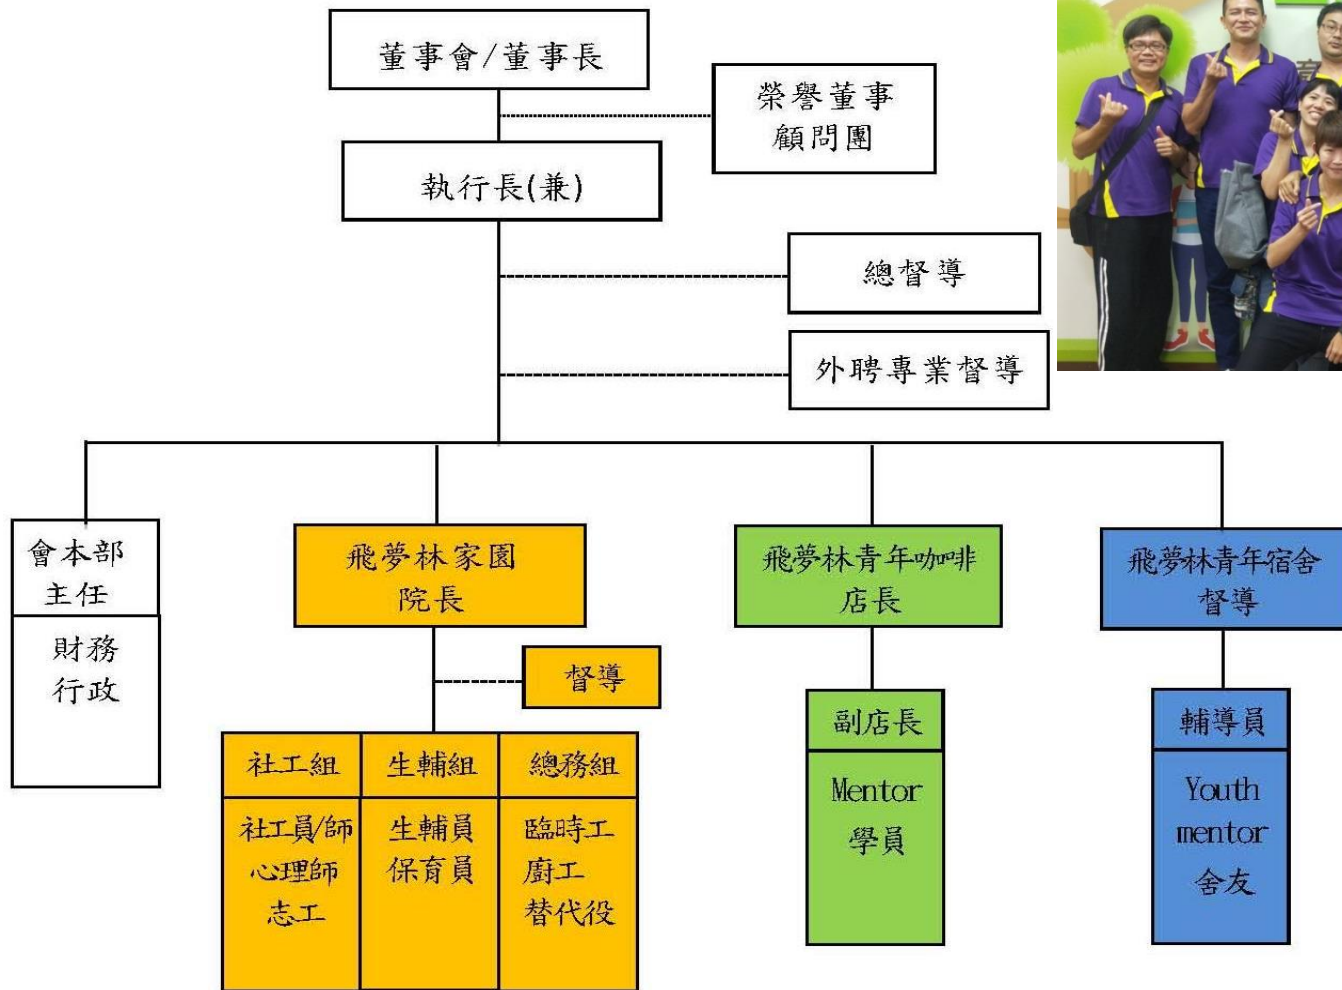 董事會/董事長
榮譽董事
顧問團
執行長(兼)
總督導
外聘專業督導
會本部
主任
財務
行政
飛夢林家園
院長
督導
社工組
社工員/師
心理師
志工
生輔組
生輔員
保育員
總務組
臨時工
廚工
替代役
飛夢林青年咖啡
店長
副店長
Mentor
學員
飛夢林青年宿舍
督導
輔導員
Youth
mentor
舍友
育